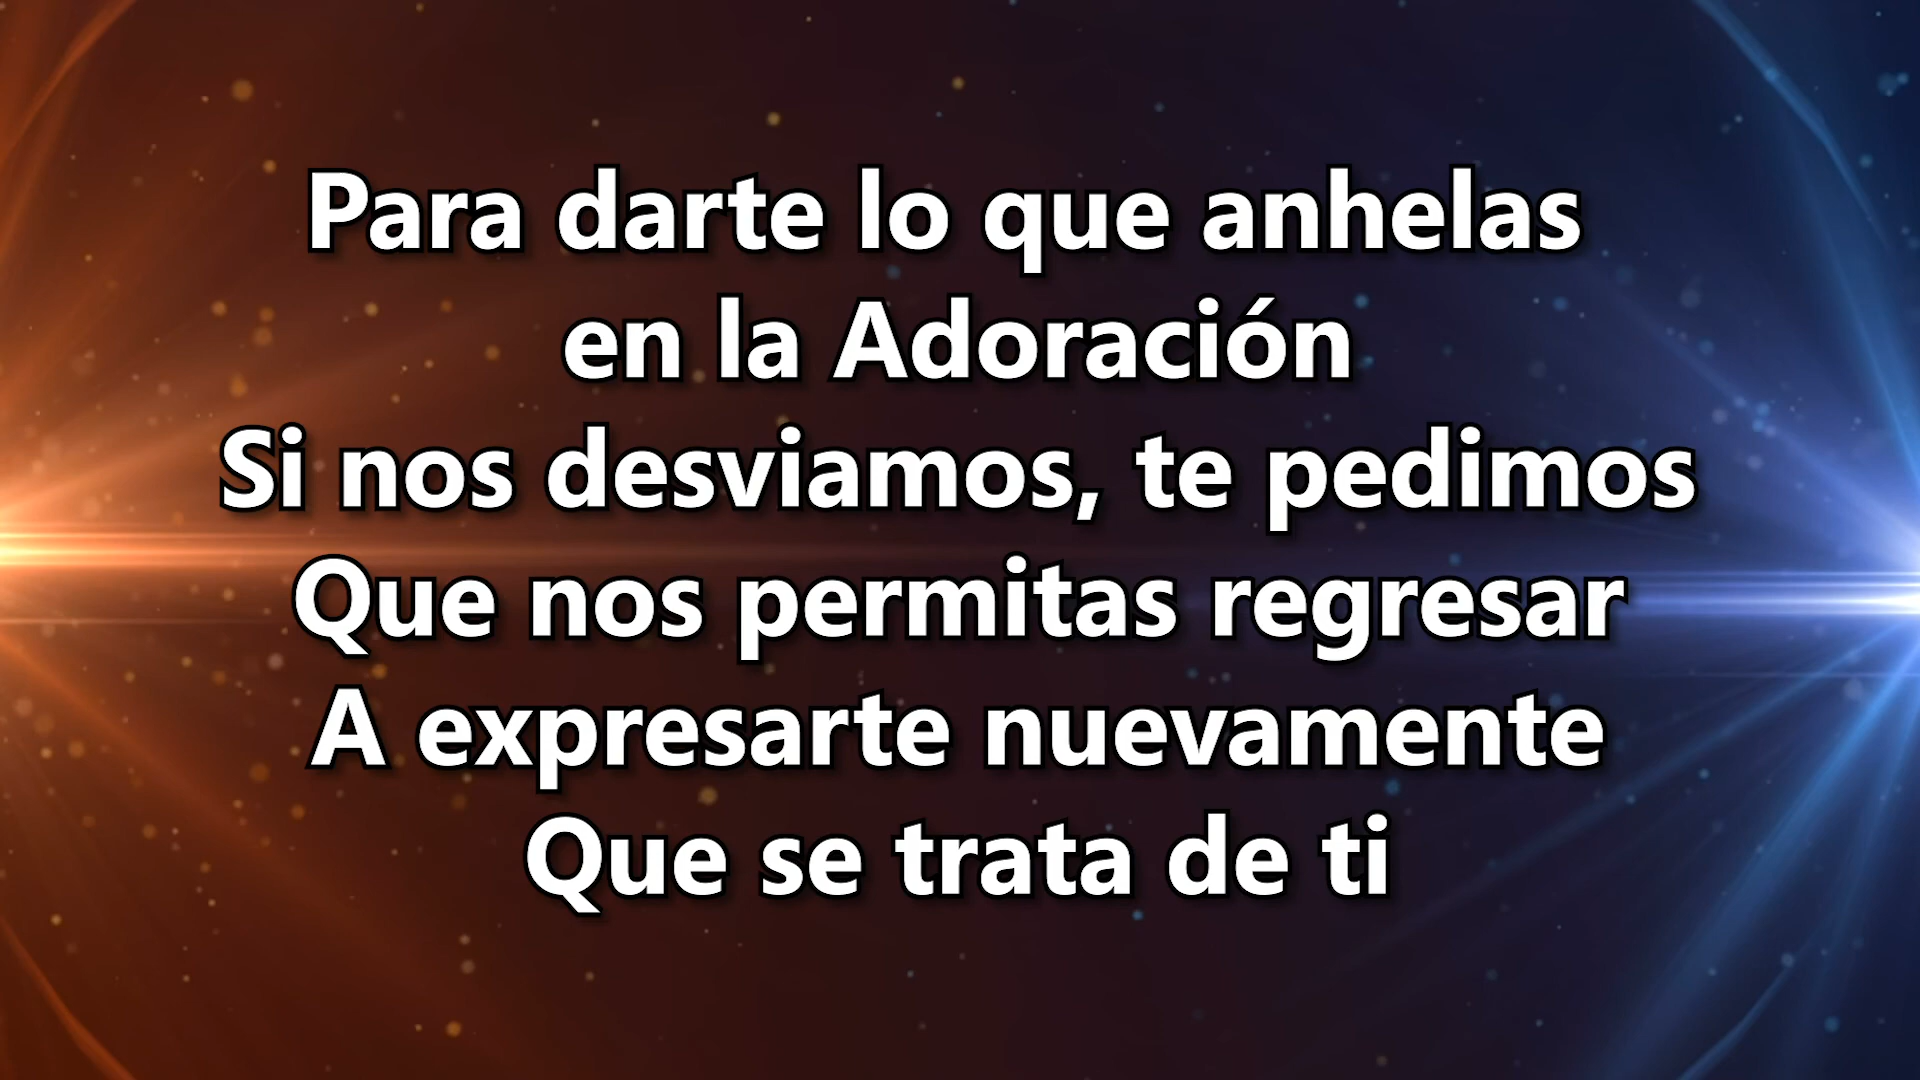 Para darte lo que anhelas
en la Adoración
Si nos desviamos, te pedimos
Que nos permitas regresar
A expresarte nuevamente
Que se trata de ti